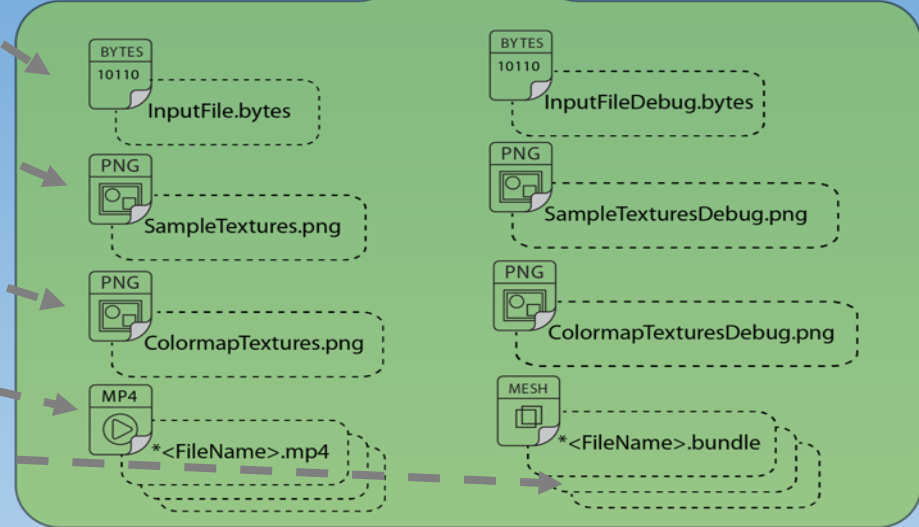 BYTES
10110
InputFile.bytes
PNG
SampleTextures.png
PNG
ColormapTextures.png
MP4
*<FileName>.mp4
BYTES
10110
InputFileDebug.bytes
PNG
SampleTexturesDebug.png
PNG
ColormapTexturesDebug.png
MESH
*<FileName>.bundle